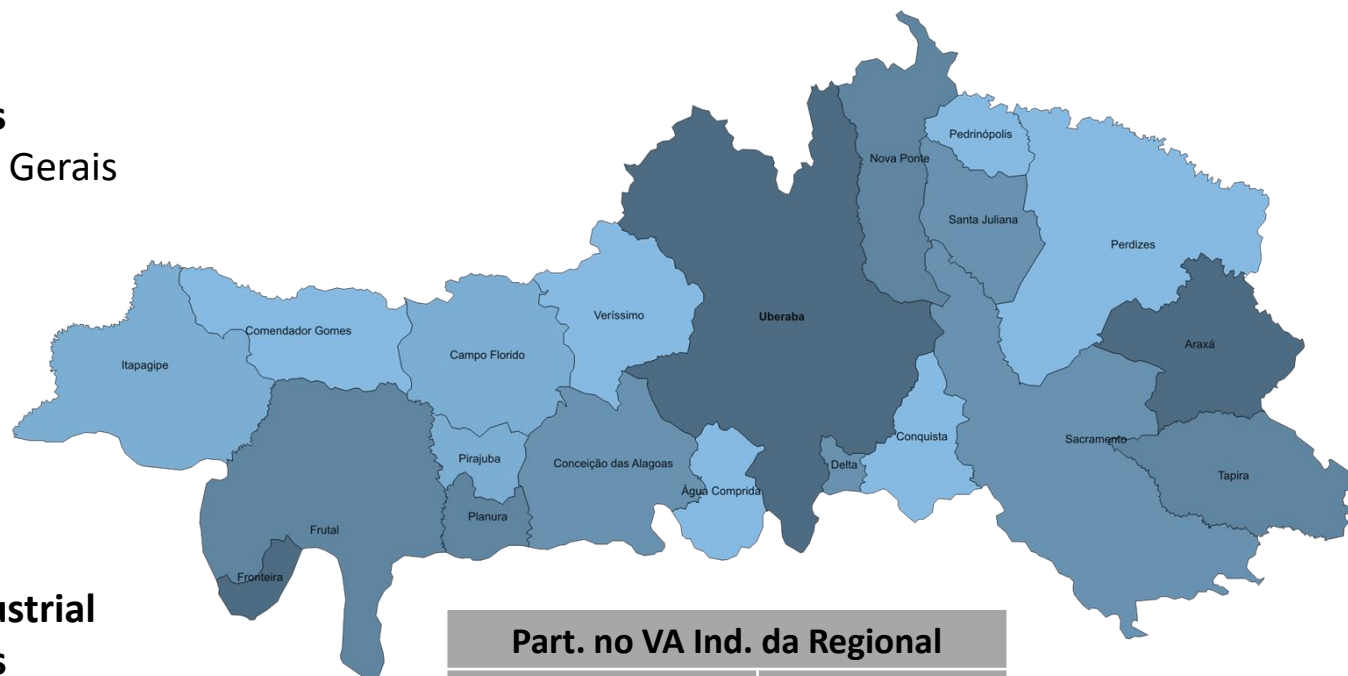 s
Gerais
Pedrinópolis
Nova Ponte
Santa Juliana
Perdizes
Uberaba
Veríssimo
Comendador Gomes
Araxá
Campo Florido
Itapagipe
Conquista
Sacramento
Pirajuba
Conceição das Alagoas
Delta
Tapira
Água Comprida
Planura
Frutal
Fronteira
ustrial
s
Part. no VA Ind. da Regional